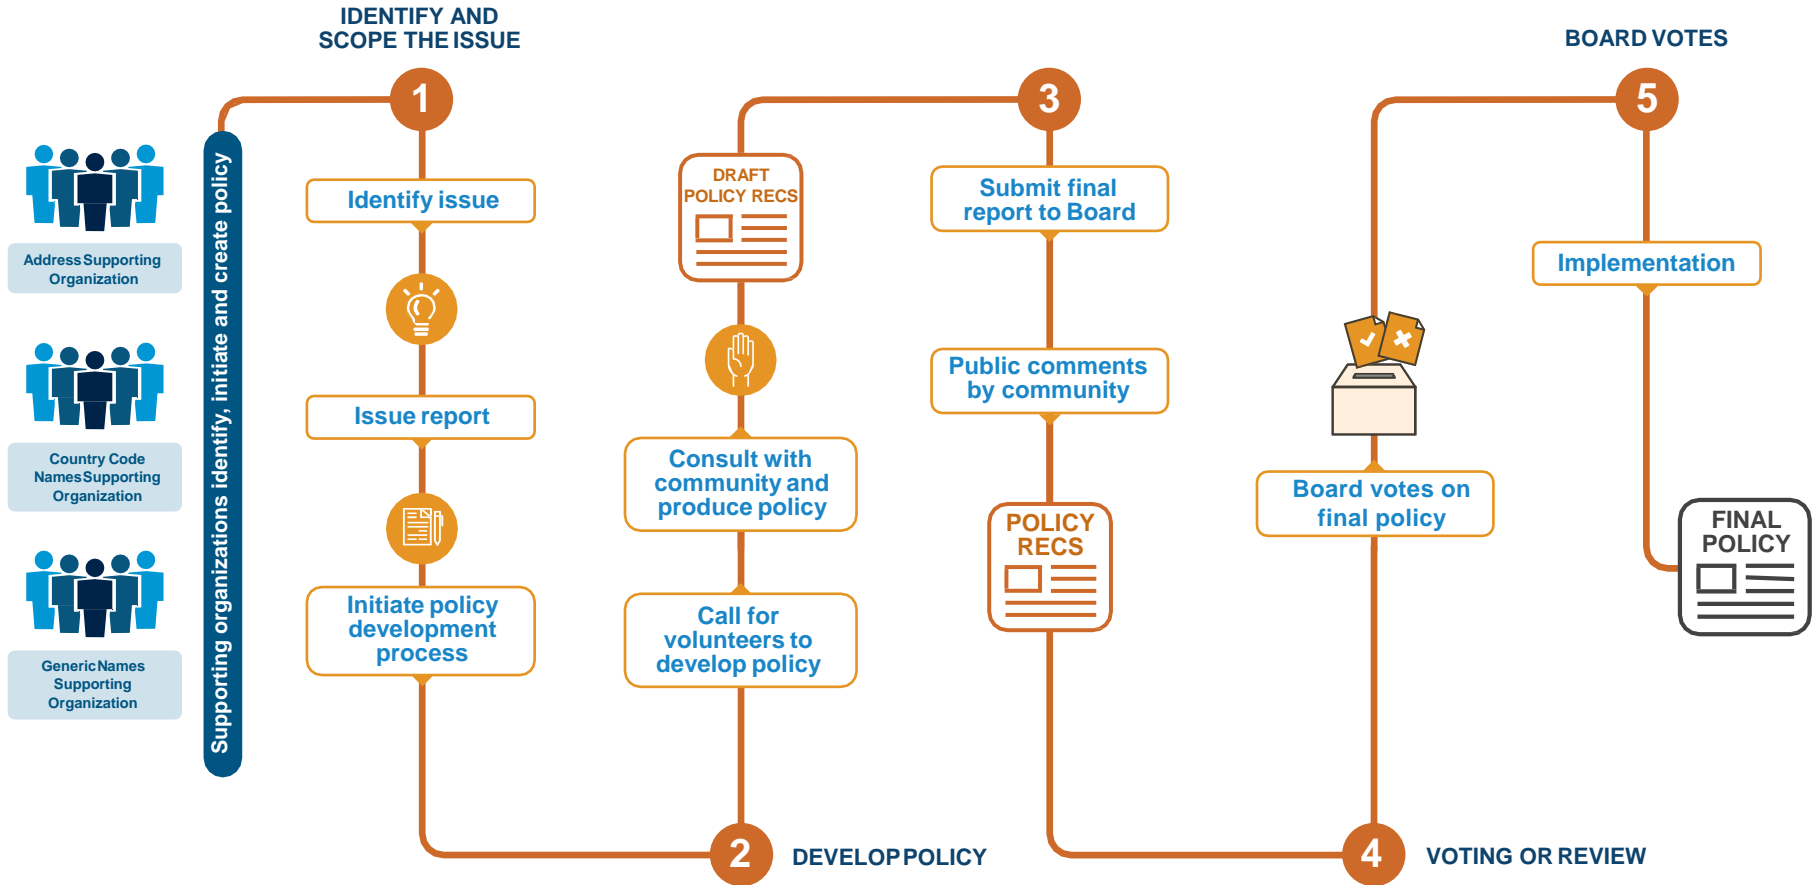 IDENTIFY AND
SCOPE THE ISSUE
BOARD VOTES
1
3
5
Address Supporting
Organization
Country Code
Names Supporting
Organization
Generic Names
Supporting
Organization
Supporting organizations identify, initiate and create policy
Identify issue
Issue report
Initiate policy
development
process
DRAFT
POLICY RECS
Consult with
community and
produce policy
Call for
volunteers to
develop policy
2
DEVELOP POLICY
Submit final
report to Board
Public comments
by community
POLICY
RECS
Board votes on
final policy
4
VOTING OR REVIEW
Implementation
FINAL
POLICY